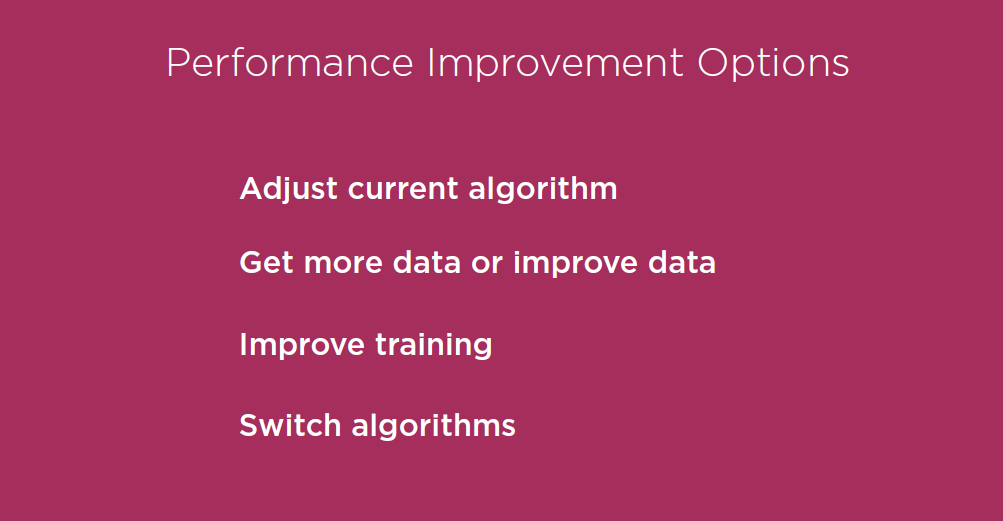 Performance Improvement Options
Adjust current algorithm
Get more data or improve data
Improve training
Switch algorithms